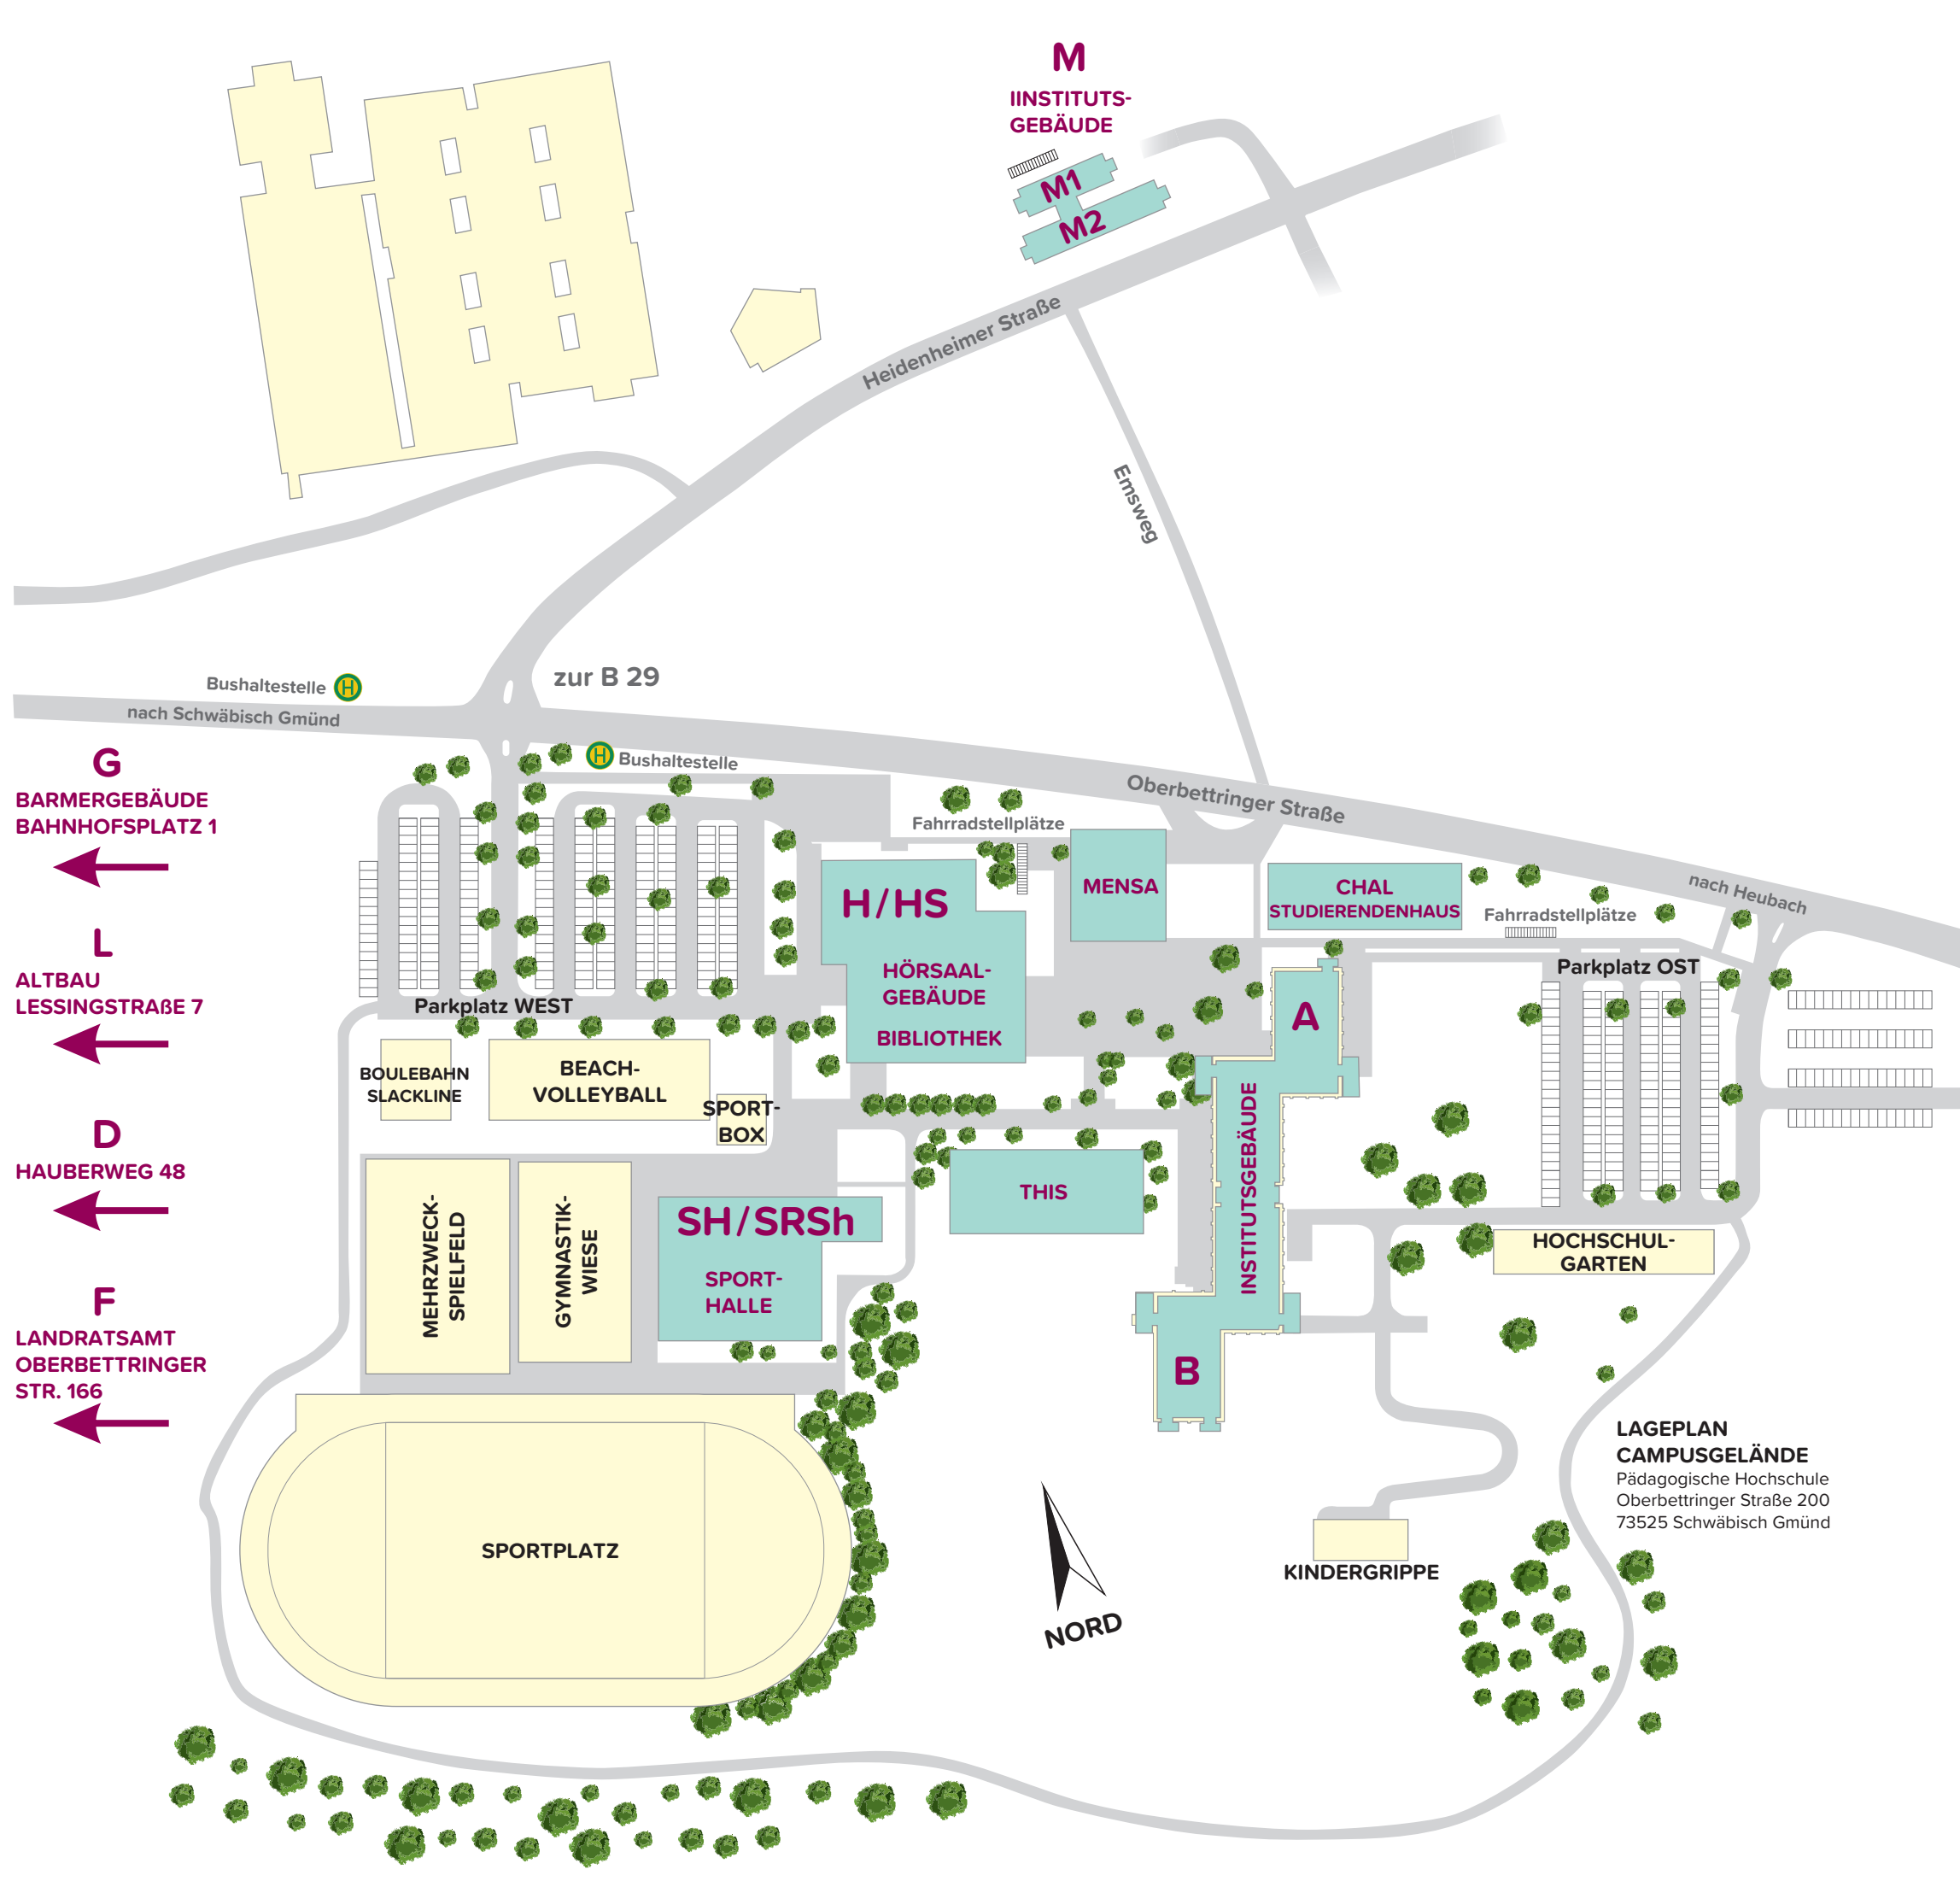 M
IINSTITUTS-
GEBÄUDE
M1
M2
Heidenheimer Straße
Emsweg
zur B 29
Bushaltestelle H
nach Schwäbisch Gmünd
H Bushaltestelle
Oberbettringer Straße
nach Heubach
G
BARMERGEBÄUDE
BAHNHOFSPLATZ 1
L
ALTBAU
LESSINGSTRAßE 7
D
HAUBERWEG 48
F
LANDRATSAMT
OBERBETTRINGER
STR. 166
Fahrradstellplätze
MENSA
CHAL
STUDIERENDENHAUS
Fahrradstellplätze
H/HS
HÖRSAAL-
GEBÄUDE
BIBLIOTHEK
Parkplatz WEST
Parkplatz OST
A
INSTITUTSGEBÄUDE
B
BOULEBAHN
SLACKLINE
BEACH-
VOLLEYBALL
SPORT-
BOX
THIS
MEHRZWECK-
SPIELFELD
GYMNASTIK-
WIESE
SH/SRSh
SPORT-
HALLE
HOCHSCHUL-
GARTEN
SPORTPLATZ
NORD
KINDERGRIPPE
LAGEPLAN
CAMPUSGELÄNDE
Pädagogische Hochschule
Oberbettringer Straße 200
73525 Schwäbisch Gmünd